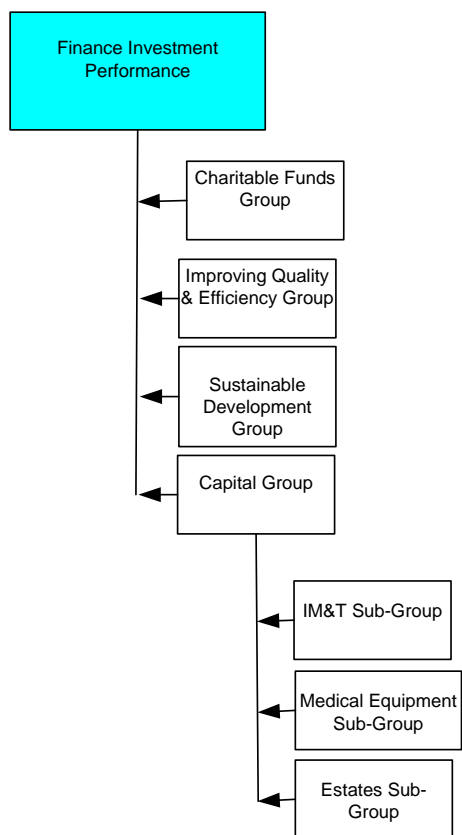 Finance Investment
Performance
Charitable Funds
Group
Improving Quality
& Efficiency Group
Sustainable
Development
Group
Capital Group
IM&T Sub-Group
Medical Equipment
Sub-Group
Estates Sub-
Group